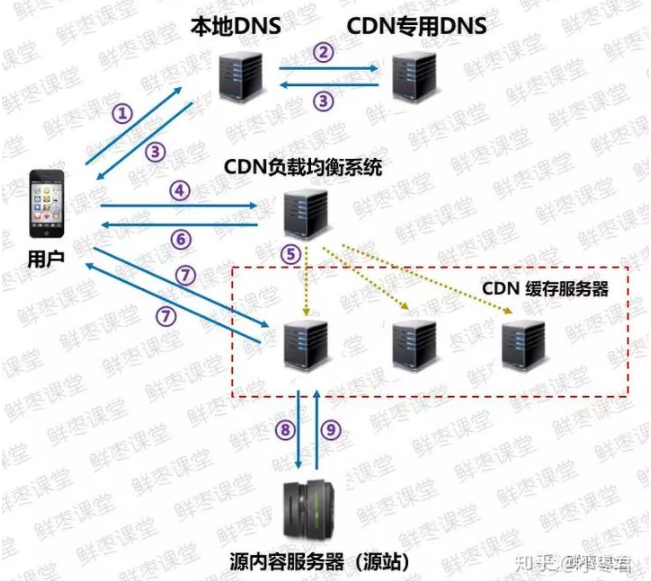 本地DNS
CDN专用DNS
②
③
①
③
CDN负载均衡系统
④
⑥
用户
⑤
⑦
⑦
CDN 缓存服务器
⑧
⑨
源内容服务器（源站）
知乎 @鲜枣君
鲜枣课堂